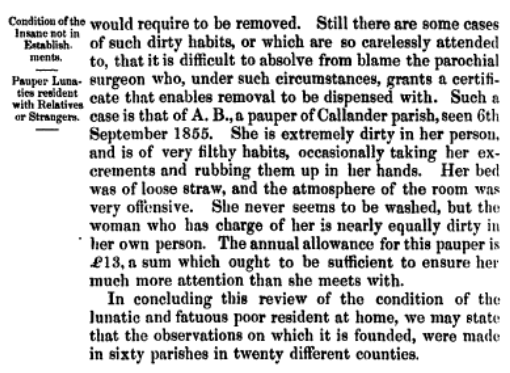 Condition of the
Insane not in
Establish-
ments.
Pauper Luna-
tics resident
with Relatives
or Strangers.
would require to be removed. Still there are some cases
of such dirty habits, or which are so carelessly attended
to, that it is difficult to absolve from blame the parochial
surgeon who, under such circumstances, grants a certifi-
cate that enables removal to be dispensed with. Such a
case is that of A. B., a pauper of Callander parish, seen 6th
September 1855. She is extremely dirty in her person,
and is of very filthy habits, occasionally taking her ex-
crements and rubbing them up in her hands. Her bed
was of loose straw, and the atmosphere of the room was
very offensive. She never seems to be washed, but the
woman who has charge of her is nearly equally dirty in
her own person. The annual allowance for this pauper is
£13, a sum which ought to be sufficient to ensure her
much more attention than she meets with.
In concluding this review of the condition of the
lunatic and fatuous poor resident at home, we may state
that the observations on which it is founded, were made
in sixty parishes in twenty different counties.